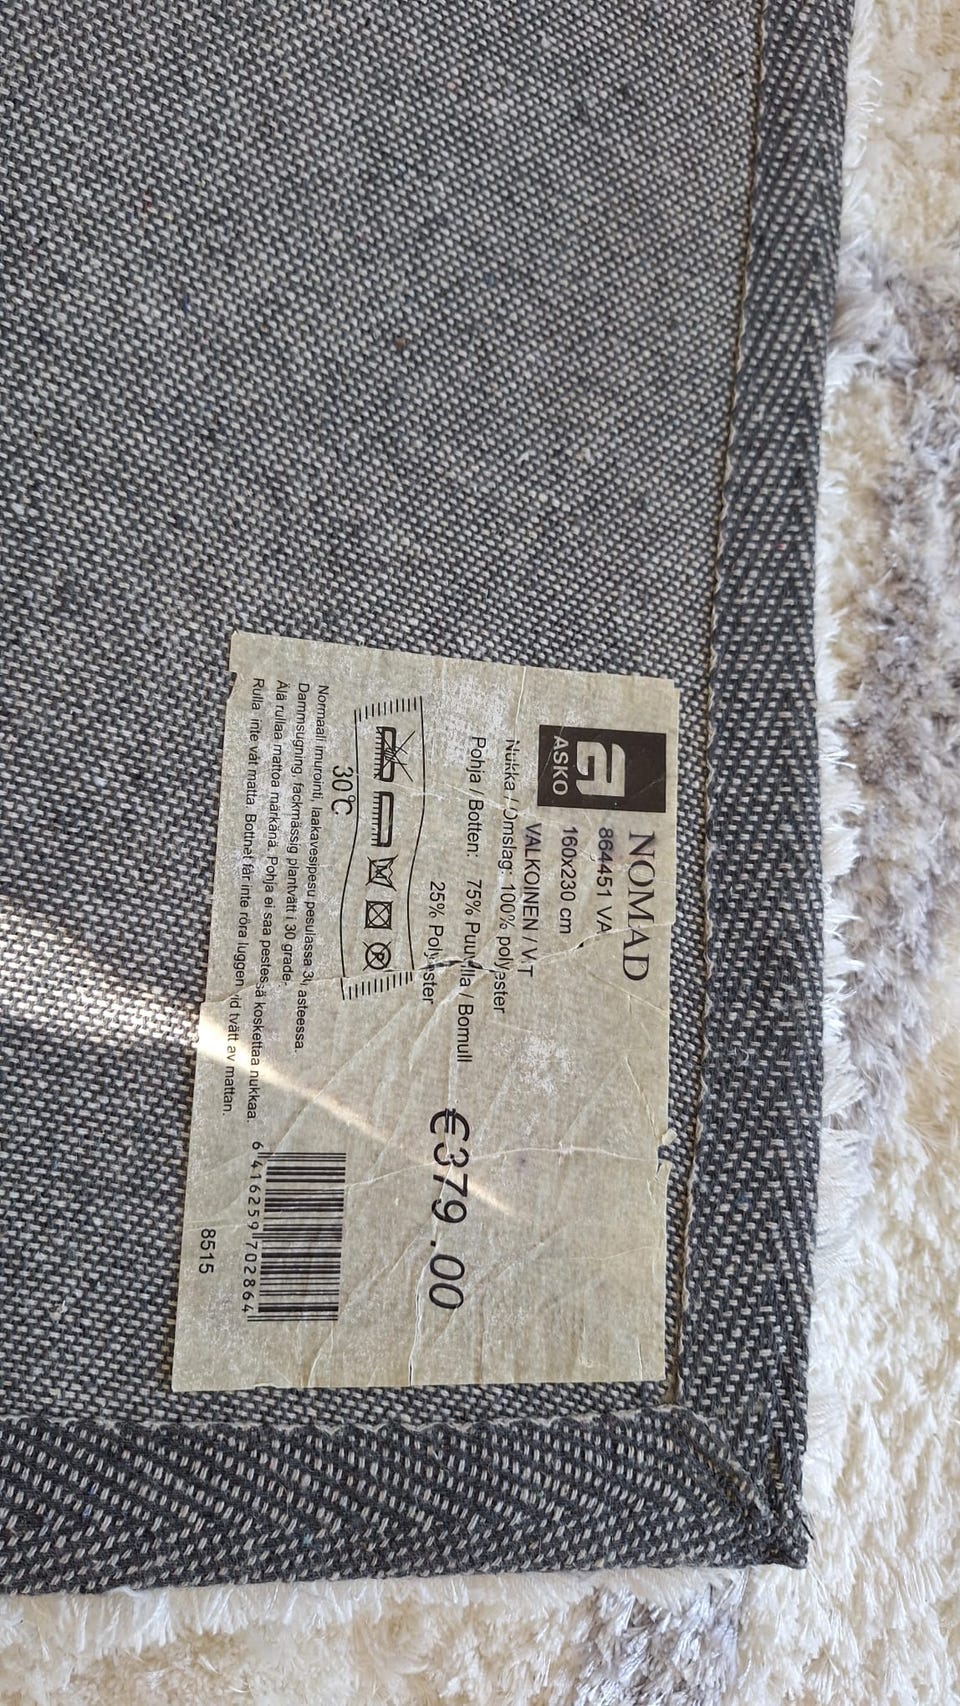 ASKO
NOMAD
864451 VA
160x230 cm
VALKOINEN / VIT
Nukka / Omslag: 100% polyester
Pohja / Botten: 75% Puuvilla / Bomull
25% Polyester
€379.00
30℃
Normaali imurointi, laakavesipesu pesulassa 30 asteessa.
Dammsugning, fackmässig plantvätt i 30 grader.
Älä rullaa mattoa märkänä. Pohja ei saa pestessä koskettaa nukkaa.
Rulla inte våt matta. Bottnet får inte röra luggen vid tvätt av mattan.
6 416259 702864
8515